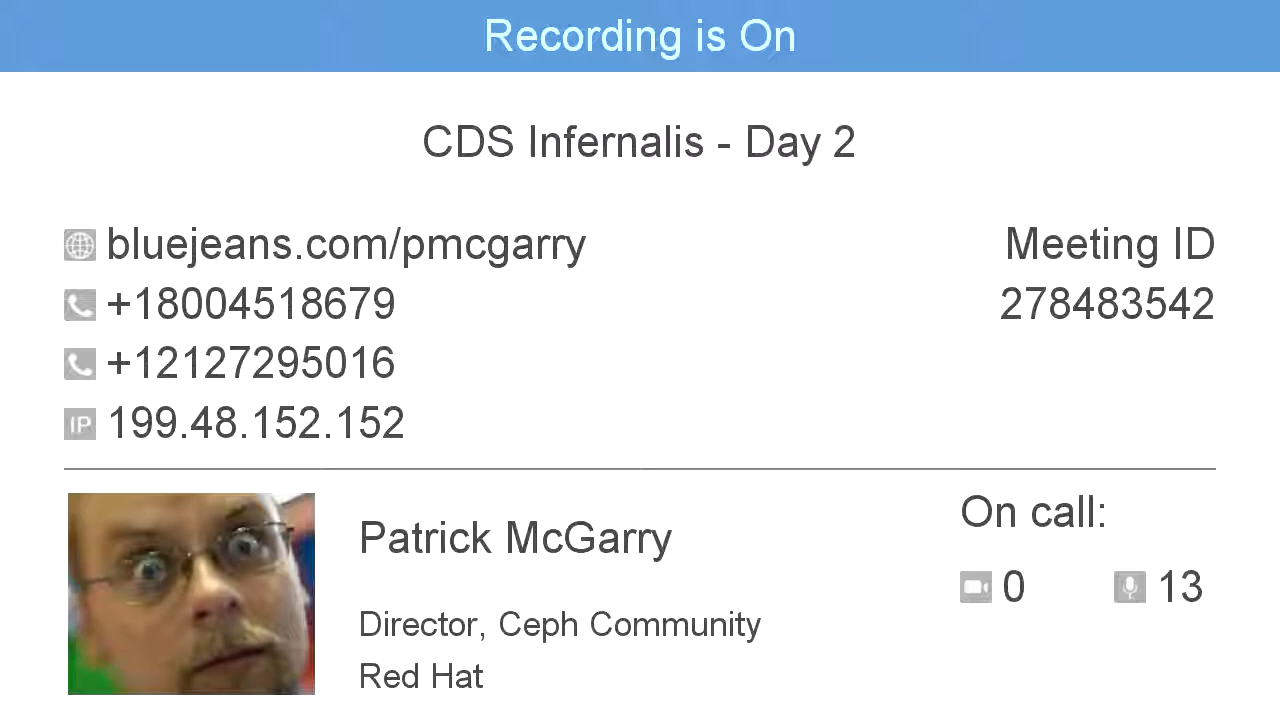 Recording is On
CDS Infernalis - Day 2
bluejeans.com/pmcgarry
Meeting ID
+18004518679
278483542
+12127295016
IP 199.48.152.152
Patrick McGarry
On call:
0 13
Director, Ceph Community
Red Hat